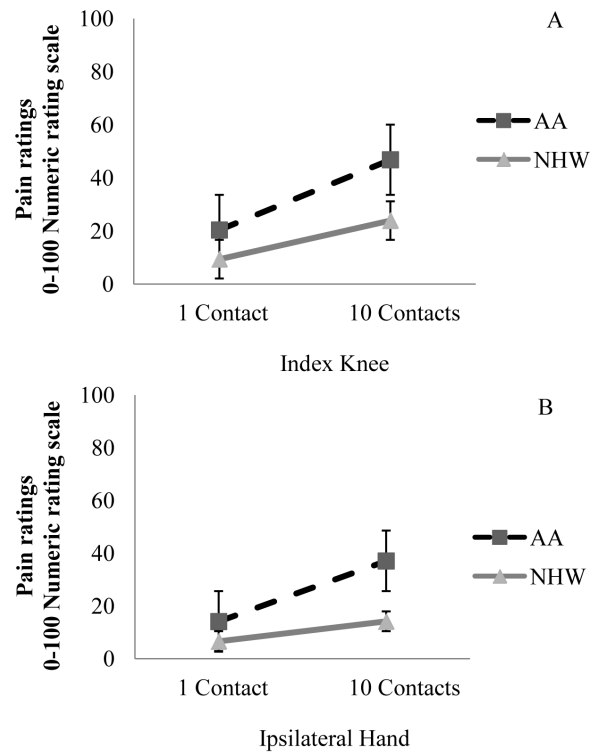 A
Pain ratings
0-100 Numeric rating scale
100
80
60
40
20
0
AA
NHW
1 Contact 10 Contacts
Index Knee
B
Pain ratings
0-100 Numeric rating scale
100
80
60
40
20
0
AA
NHW
1 Contact 10 Contacts
Ipsilateral Hand